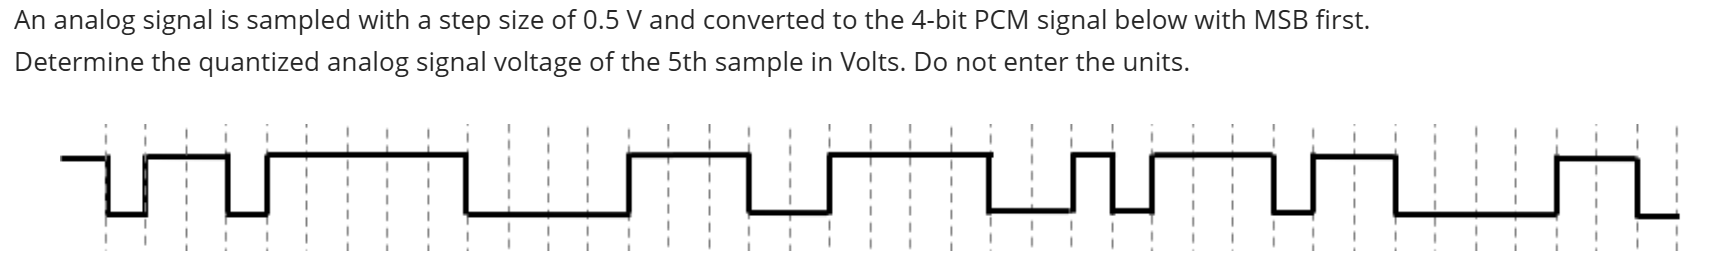 An analog signal is sampled with a step size of 0.5 V and converted to the 4-bit PCM signal below with MSB first.
Determine the quantized analog signal voltage of the 5th sample in Volts. Do not enter the units.